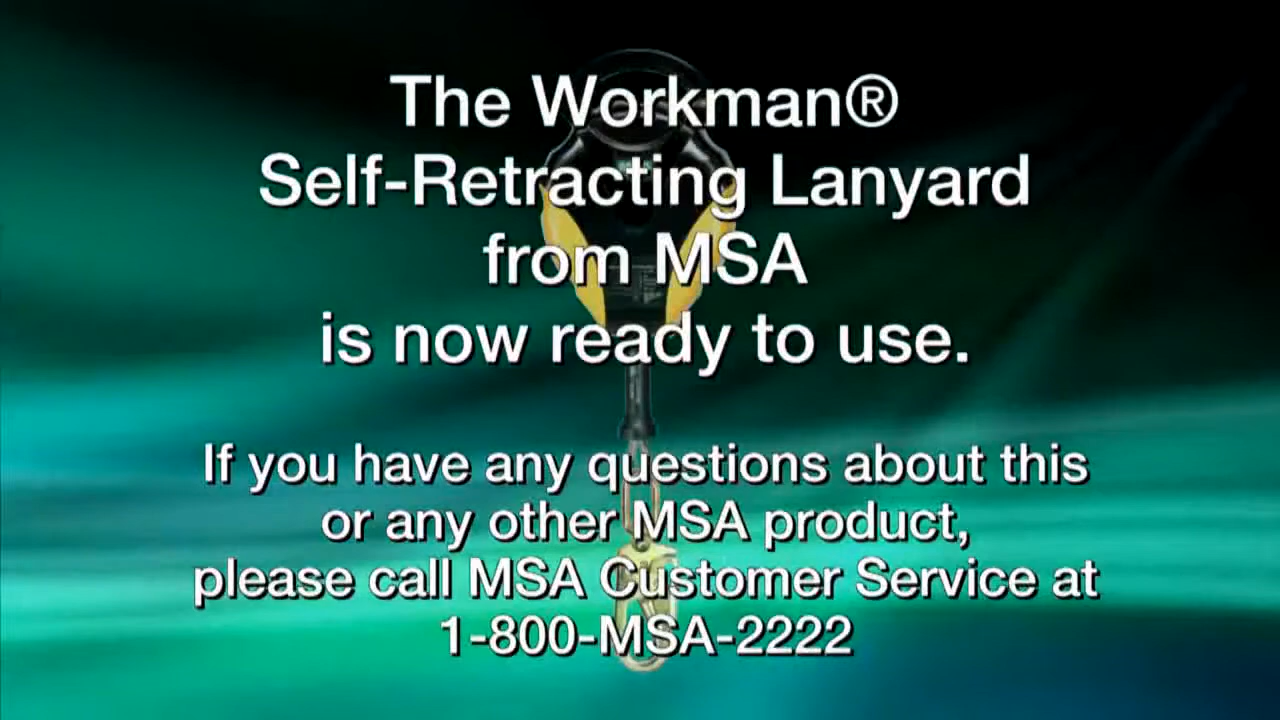 The Workman®
Self-Retracting Lanyard
from MSA
is now ready to use.
If you have any questions about this
or any other MSA product,
please call MSA Customer Service at
1-800-MSA-2222